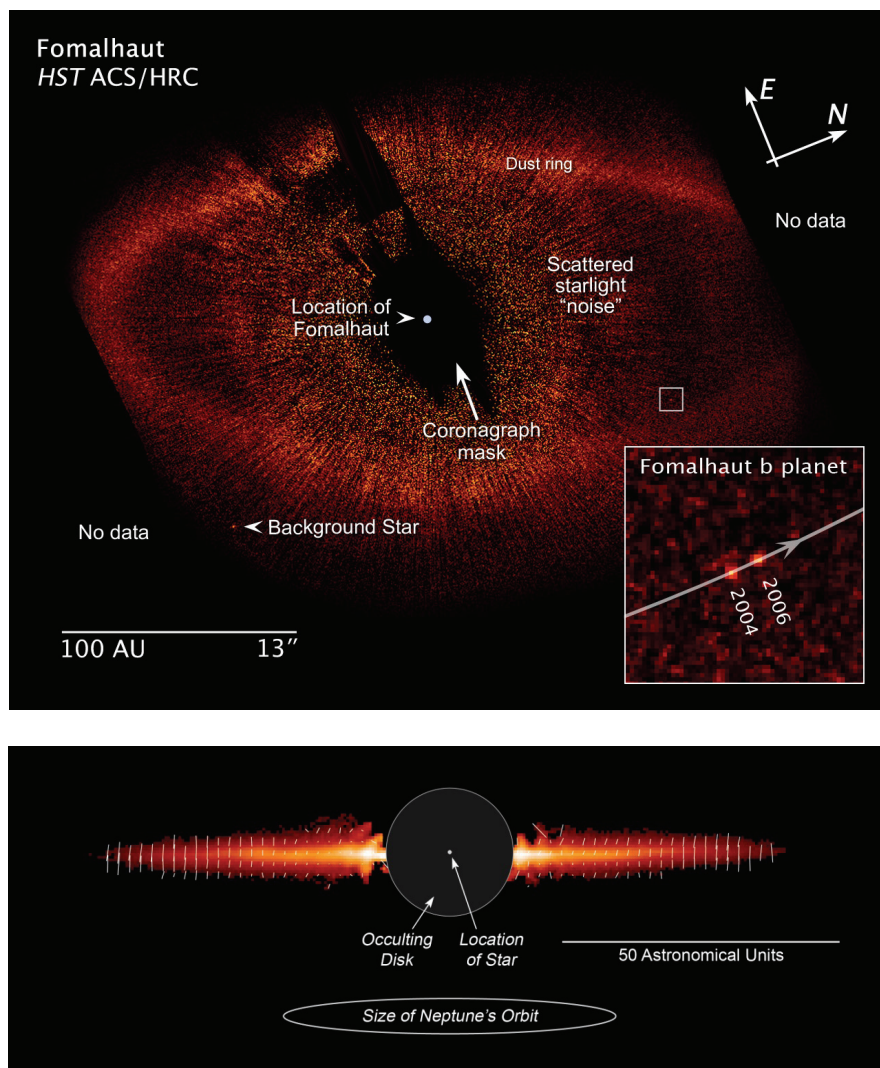 Fomalhaut
HST ACS/HRC
E
N
Dust ring
No data
Scattered
starlight
“noise”
Location of
Fomalhaut
Coronagraph
mask
Fomalhaut b planet
No data
Background Star
2006
2004
100 AU 13″
Occulting
Disk
Location
of Star
50 Astronomical Units
Size of Neptune’s Orbit